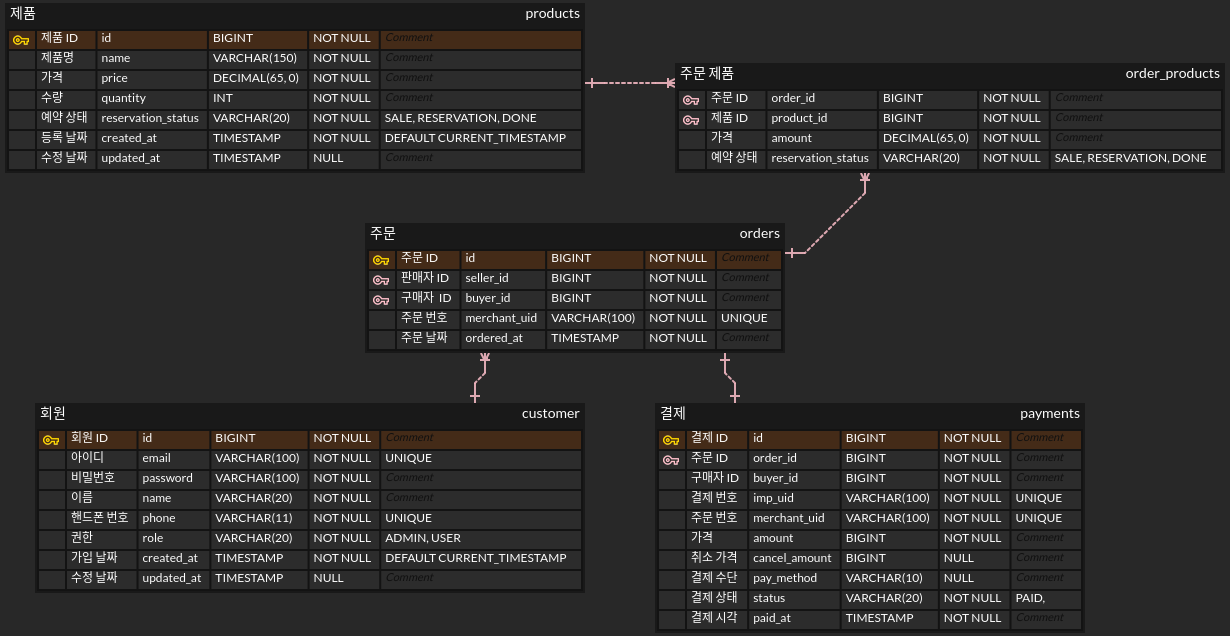 제품 products
제품 ID id BIGINT NOT NULL Comment
제품명 name VARCHAR(150) NOT NULL Comment
가격 price DECIMAL(65, 0) NOT NULL Comment
수량 quantity INT NOT NULL Comment
예약 상태 reservation_status VARCHAR(20) NOT NULL SALE, RESERVATION, DONE
등록 날짜 created_at TIMESTAMP NOT NULL DEFAULT CURRENT_TIMESTAMP
수정 날짜 updated_at TIMESTAMP NULL Comment
주문 제품 order_products
주문 ID order_id BIGINT NOT NULL Comment
제품 ID product_id BIGINT NOT NULL Comment
가격 amount DECIMAL(65, 0) NOT NULL Comment
예약 상태 reservation_status VARCHAR(20) NOT NULL SALE, RESERVATION, DONE
주문 orders
주문 ID id BIGINT NOT NULL Comment
판매자 ID seller_id BIGINT NOT NULL Comment
구매자 ID buyer_id BIGINT NOT NULL Comment
주문 번호 merchant_uid VARCHAR(100) NOT NULL UNIQUE
주문 날짜 ordered_at TIMESTAMP NOT NULL Comment
회원 customer
회원 ID id BIGINT NOT NULL Comment
아이디 email VARCHAR(100) NOT NULL UNIQUE
비밀번호 password VARCHAR(100) NOT NULL Comment
이름 name VARCHAR(20) NOT NULL Comment
핸드폰 번호 phone VARCHAR(11) NOT NULL UNIQUE
권한 role VARCHAR(20) NOT NULL ADMIN, USER
가입 날짜 created_at TIMESTAMP NOT NULL DEFAULT CURRENT_TIMESTAMP
수정 날짜 updated_at TIMESTAMP NULL Comment
결제 payments
결제 ID id BIGINT NOT NULL Comment
주문 ID order_id BIGINT NOT NULL Comment
구매자 ID buyer_id BIGINT NOT NULL Comment
결제 번호 imp_uid VARCHAR(100) NOT NULL UNIQUE
주문 번호 merchant_uid VARCHAR(100) NOT NULL UNIQUE
가격 amount BIGINT NOT NULL Comment
취소 가격 cancel_amount BIGINT NULL Comment
결제 수단 pay_method VARCHAR(10) NULL Comment
결제 상태 status VARCHAR(20) NOT NULL PAID,
결제 시각 paid_at TIMESTAMP NOT NULL Comment